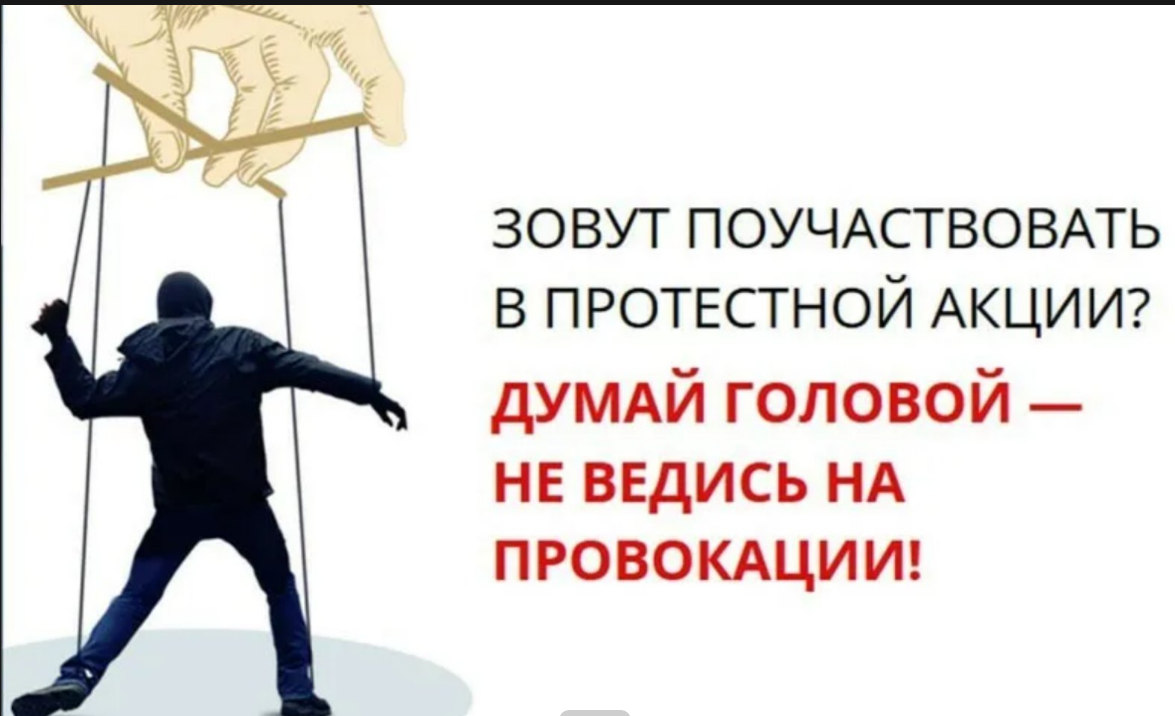 ЗОВУТ ПОУЧАСТВОВАТЬ
В ПРОТЕСТНОЙ АКЦИИ?
ДУМАЙ ГОЛОВОЙ —
НЕ ВЕДИСЬ НА
ПРОВОКАЦИИ!